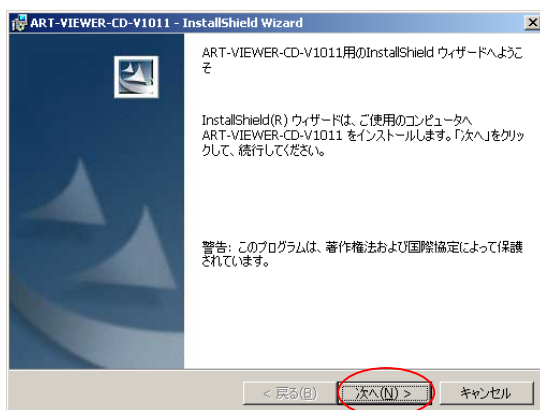 ART-VIEWER-CD-V1011 - InstallShield Wizard
ART-VIEWER-CD-V1011用のInstallShield ウィザードへようこ
そ
InstallShield(R) ウィザードは、ご使用のコンピュータへ
ART-VIEWER-CD-V1011 をインストールします。「次へ」をクリッ
クして、続行してください。
警告: このプログラムは、著作権法および国際協定によって保護
されています。
< 戻る(B)
次へ(N) >
キャンセル